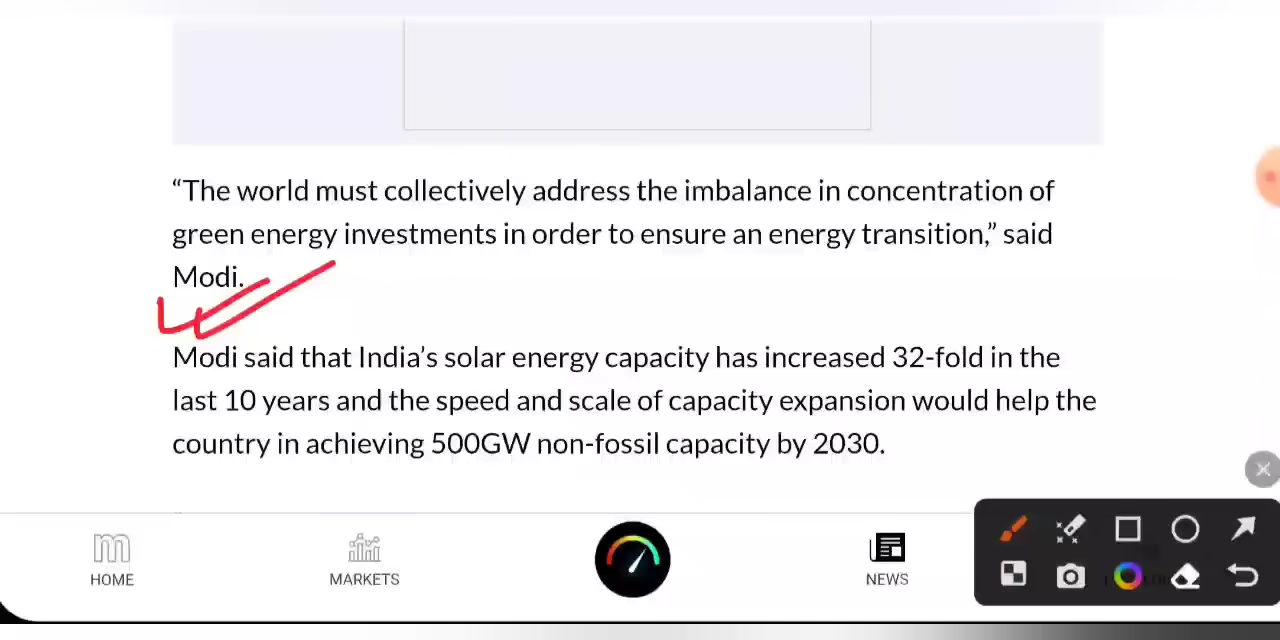 “The world must collectively address the imbalance in concentration of
green energy investments in order to ensure an energy transition,” said
Modi.
Modi said that India’s solar energy capacity has increased 32-fold in the
last 10 years and the speed and scale of capacity expansion would help the
country in achieving 500GW non-fossil capacity by 2030.
m
HOME
MARKETS
NEWS